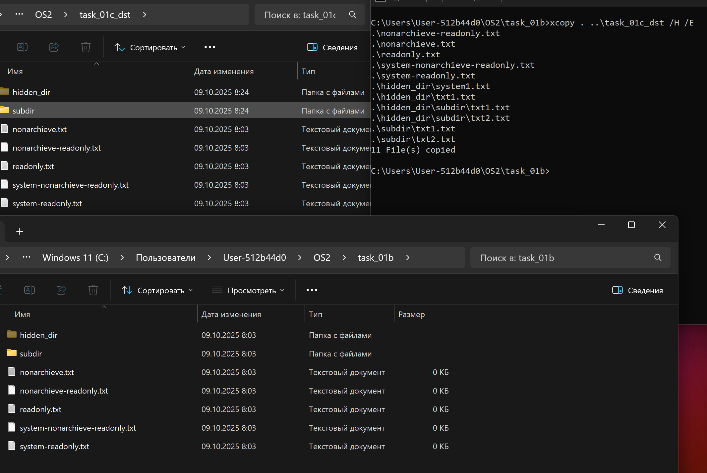 OS2 > task_01c_dst >
Поиск в: task_01c
Сортировать
Сведения
Имя Дата изменения Тип
hidden_dir 09.10.2025 8:24 Папка с файлами
subdir 09.10.2025 8:24 Папка с файлами
nonarchieve.txt 09.10.2025 8:03 Текстовый документ
nonarchieve-readonly.txt 09.10.2025 8:03 Текстовый документ
readonly.txt 09.10.2025 8:03 Текстовый документ
system-nonarchieve-readonly.txt 09.10.2025 8:03 Текстовый документ
system-readonly.txt 09.10.2025 8:03 Текстовый документ
C:\Users\User-512b44d0\OS2\task_01b>xcopy . ..\task_01c_dst /H /E
.\nonarchieve-readonly.txt
.\nonarchieve.txt
.\readonly.txt
.\system-nonarchieve-readonly.txt
.\system-readonly.txt
.\hidden_dir\system1.txt
.\hidden_dir\txt1.txt
.\hidden_dir\subdir\txt1.txt
.\hidden_dir\subdir\txt2.txt
.\subdir\txt1.txt
.\subdir\txt2.txt
11 File(s) copied
C:\Users\User-512b44d0\OS2\task_01b>
Windows 11 (C:) > Пользователи > User-512b44d0 > OS2 > task_01b >
Поиск в: task_01b
Сортировать
Просмотреть
Сведения
Имя Дата изменения Тип Размер
hidden_dir 09.10.2025 8:03 Папка с файлами
subdir 09.10.2025 8:03 Папка с файлами
nonarchieve.txt 09.10.2025 8:03 Текстовый документ 0 КБ
nonarchieve-readonly.txt 09.10.2025 8:03 Текстовый документ 0 КБ
readonly.txt 09.10.2025 8:03 Текстовый документ 0 КБ
system-nonarchieve-readonly.txt 09.10.2025 8:03 Текстовый документ 0 КБ
system-readonly.txt 09.10.2025 8:03 Текстовый документ 0 КБ